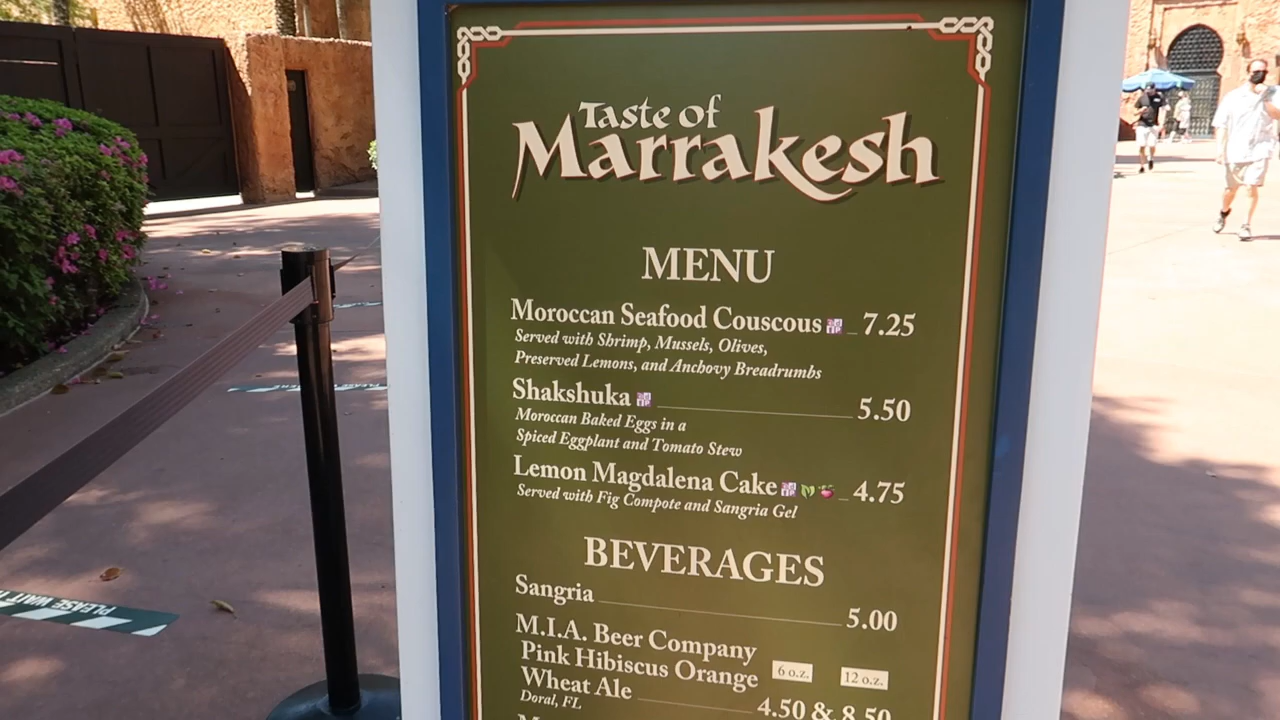 Taste of
Marrakesh
MENU
Moroccan Seafood Couscous 7.25
Served with Shrimp, Mussels, Olives,
Preserved Lemons, and Anchovy Breadrumbs
Shakshuka 5.50
Moroccan Baked Eggs in a
Spiced Eggplant and Tomato Stew
Lemon Magdalena Cake 4.75
Served with Fig Compote and Sangria Gel
BEVERAGES
Sangria 5.00
M.I.A. Beer Company
Pink Hibiscus Orange 6 o.z. 12 o.z.
Wheat Ale 4.50 & 8.50
Doral, FL
PLEASE WAIT